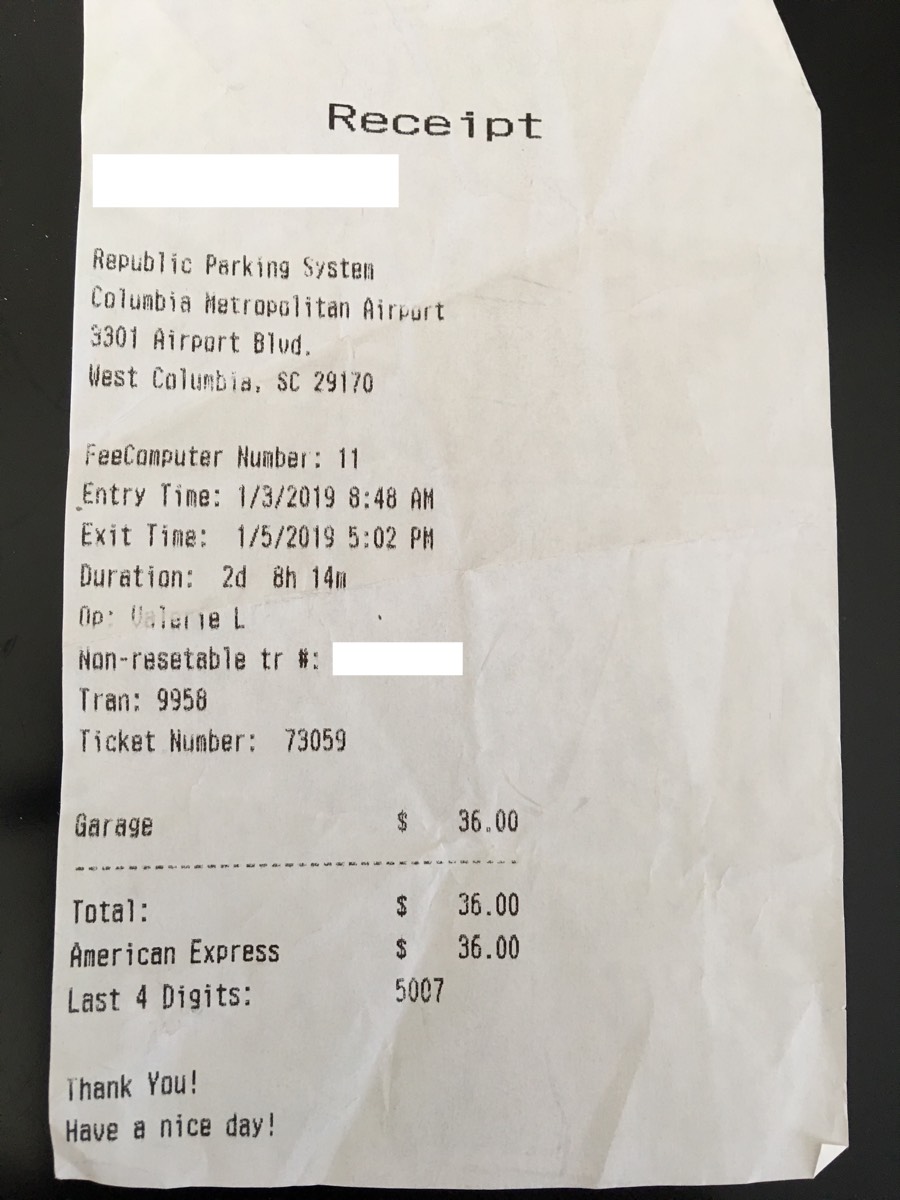 Receipt
Republic Parking System
Columbia Metropolitan Airport
3301 Airport Blvd.
West Columbia, SC 29170
FeeComputer Number: 11
Entry Time: 1/3/2019 8:48 AM
Exit Time: 1/5/2019 5:02 PM
Duration: 2d 8h 14m
Op: Valerie L
Non-resetable tr #:
Tran: 9958
Ticket Number: 73059
Garage $ 36.00
Total: $ 36.00
American Express $ 36.00
Last 4 Digits: 5007
Thank You!
Have a nice day!